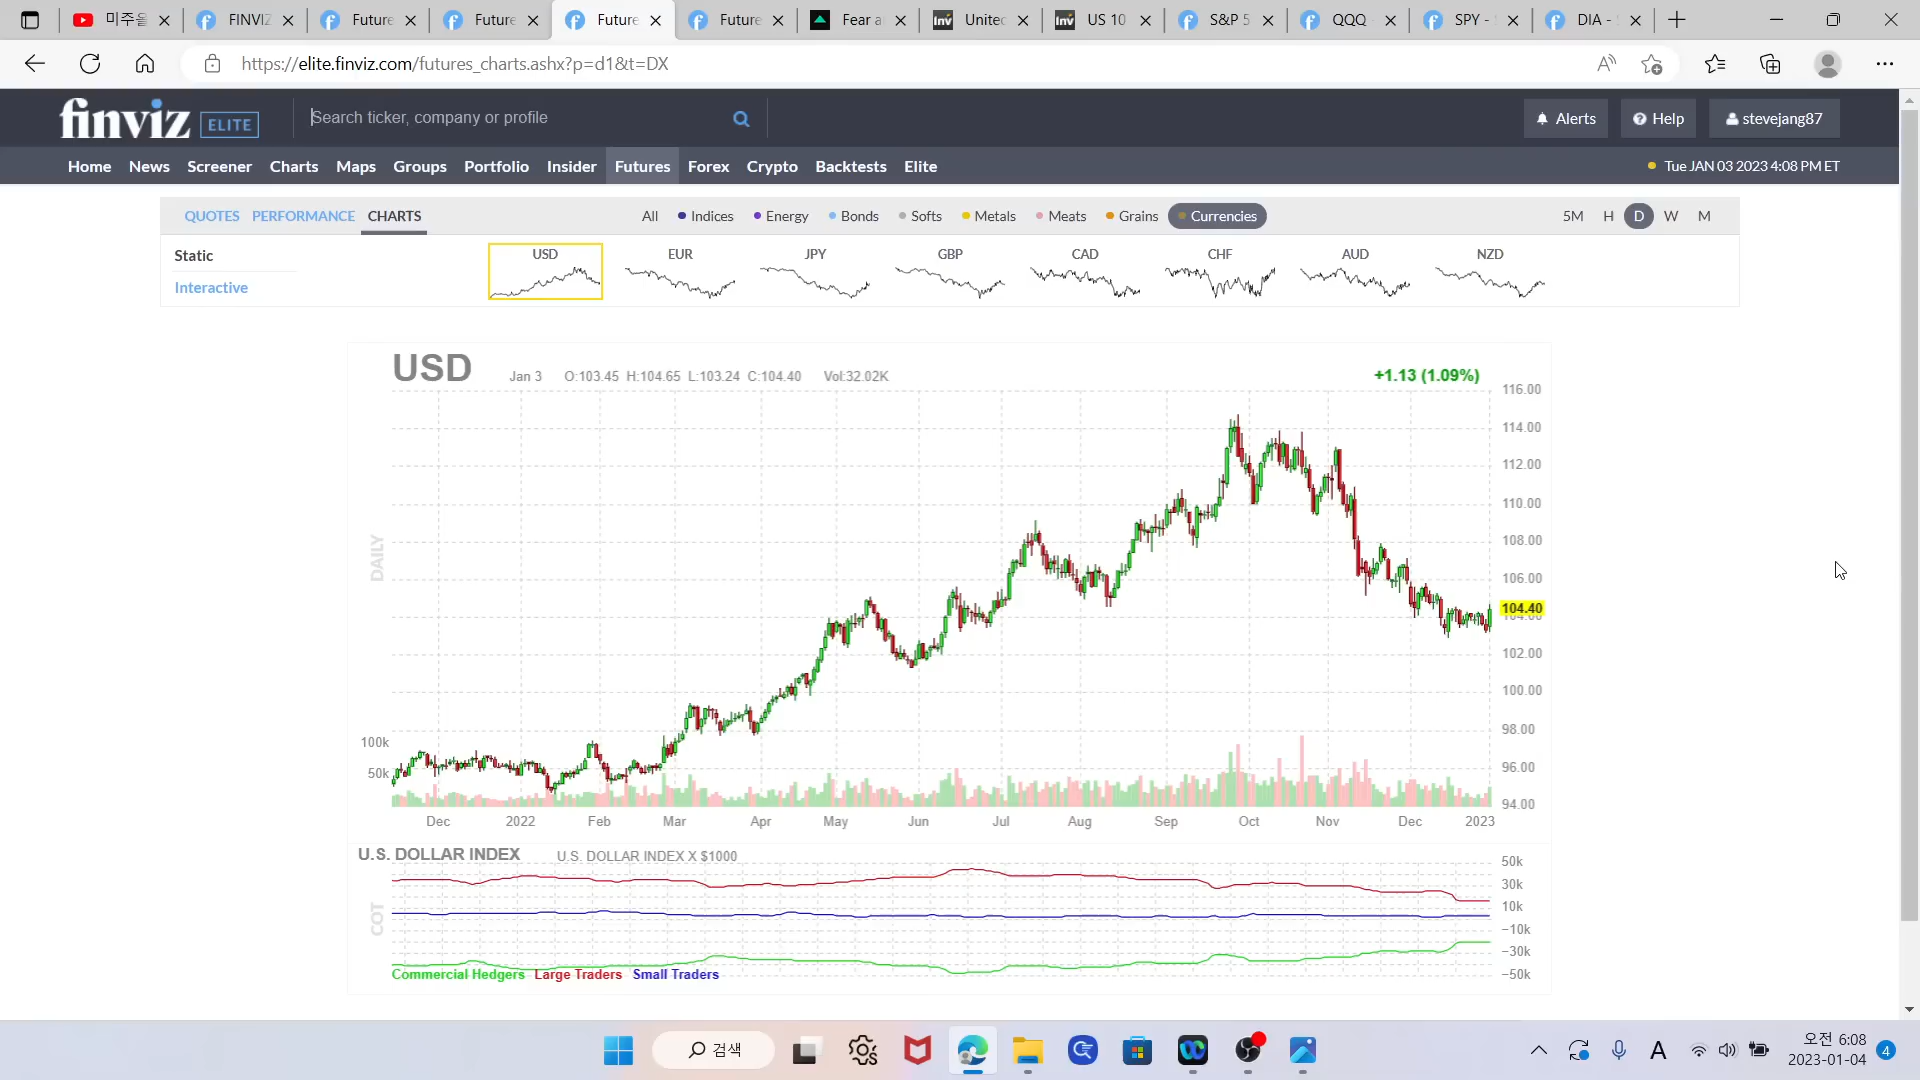 미주은
FINVIZ
Future
Future
Future
Future
Fear a
United
US 10
S&P 5
QQQ
SPY -
DIA -
https://elite.finviz.com/futures_charts.ashx?p=d1&t=DX
finviz ELITE
Search ticker, company or profile
Alerts
Help
stevejang87
Home News Screener Charts Maps Groups Portfolio Insider Futures Forex Crypto Backtests Elite
Tue JAN 03 2023 4:08 PM ET
QUOTES PERFORMANCE CHARTS
All Indices Energy Bonds Softs Metals Meats Grains Currencies
5M H D W M
Static
Interactive
USD EUR JPY GBP CAD CHF AUD NZD
USD Jan 3 O:103.45 H:104.65 L:103.24 C:104.40 Vol:32.02K +1.13 (1.09%)
116.00
114.00
112.00
110.00
108.00
106.00
104.40
104.00
102.00
100.00
98.00
96.00
94.00
DAILY
100k
50k
Dec 2022 Feb Mar Apr May Jun Jul Aug Sep Oct Nov Dec 2023
U.S. DOLLAR INDEX U.S. DOLLAR INDEX X $1000
50k
30k
10k
−10k
−30k
−50k
COT
Commercial Hedgers Large Traders Small Traders
검색
A
오전 6:08
2023-01-04
4